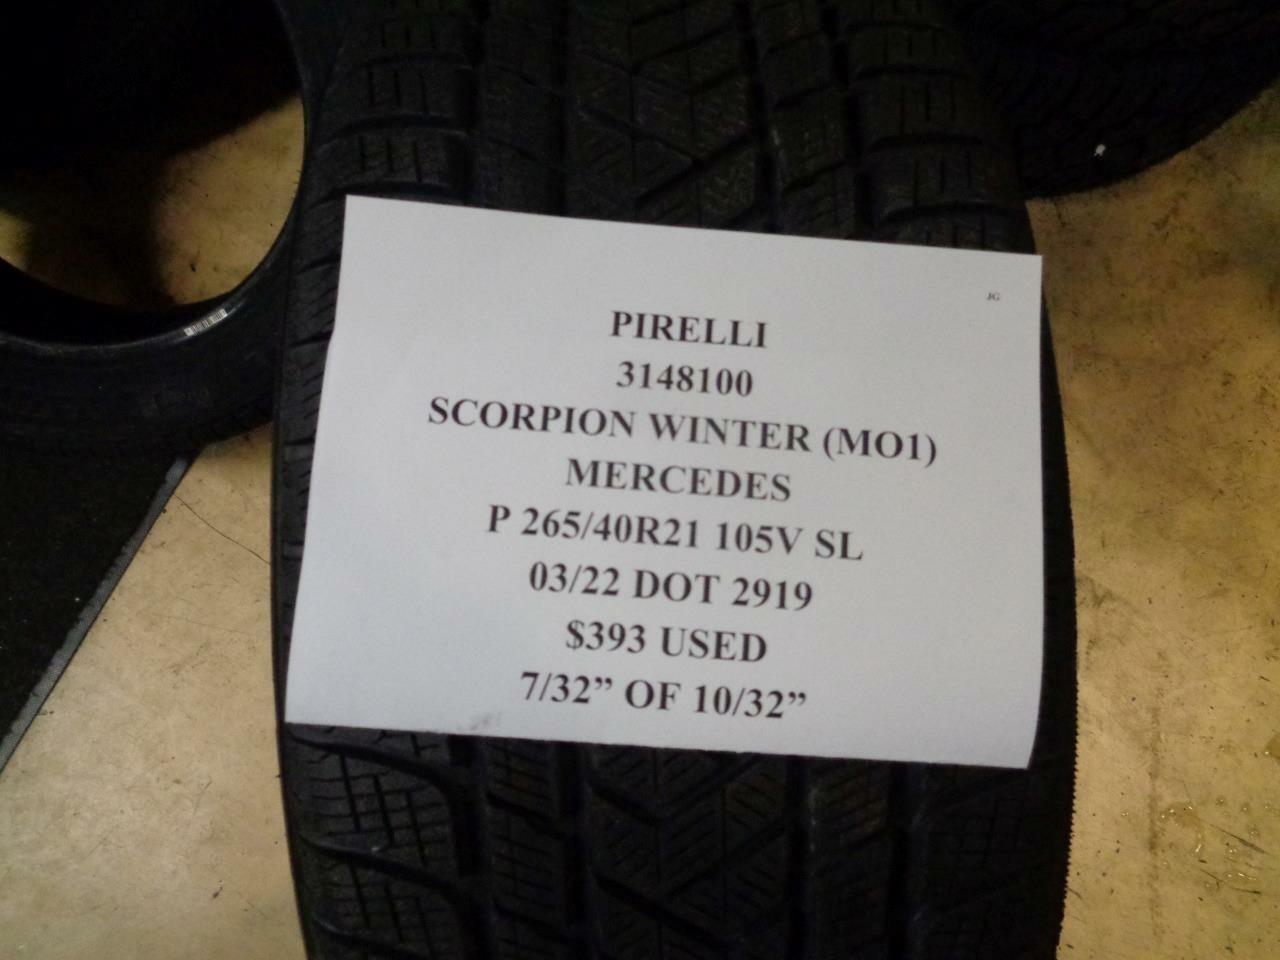 JG
PIRELLI
3148100
SCORPION WINTER (MO1)
MERCEDES
P 265/40R21 105V SL
03/22 DOT 2919
$393 USED
7/32” OF 10/32”